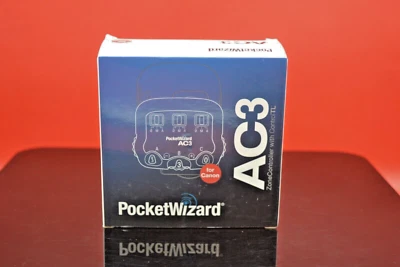 PocketWizard
AC3
A B C
for
Canon
PocketWizard®
PocketWizard
AC3
ZoneController with ControlTL